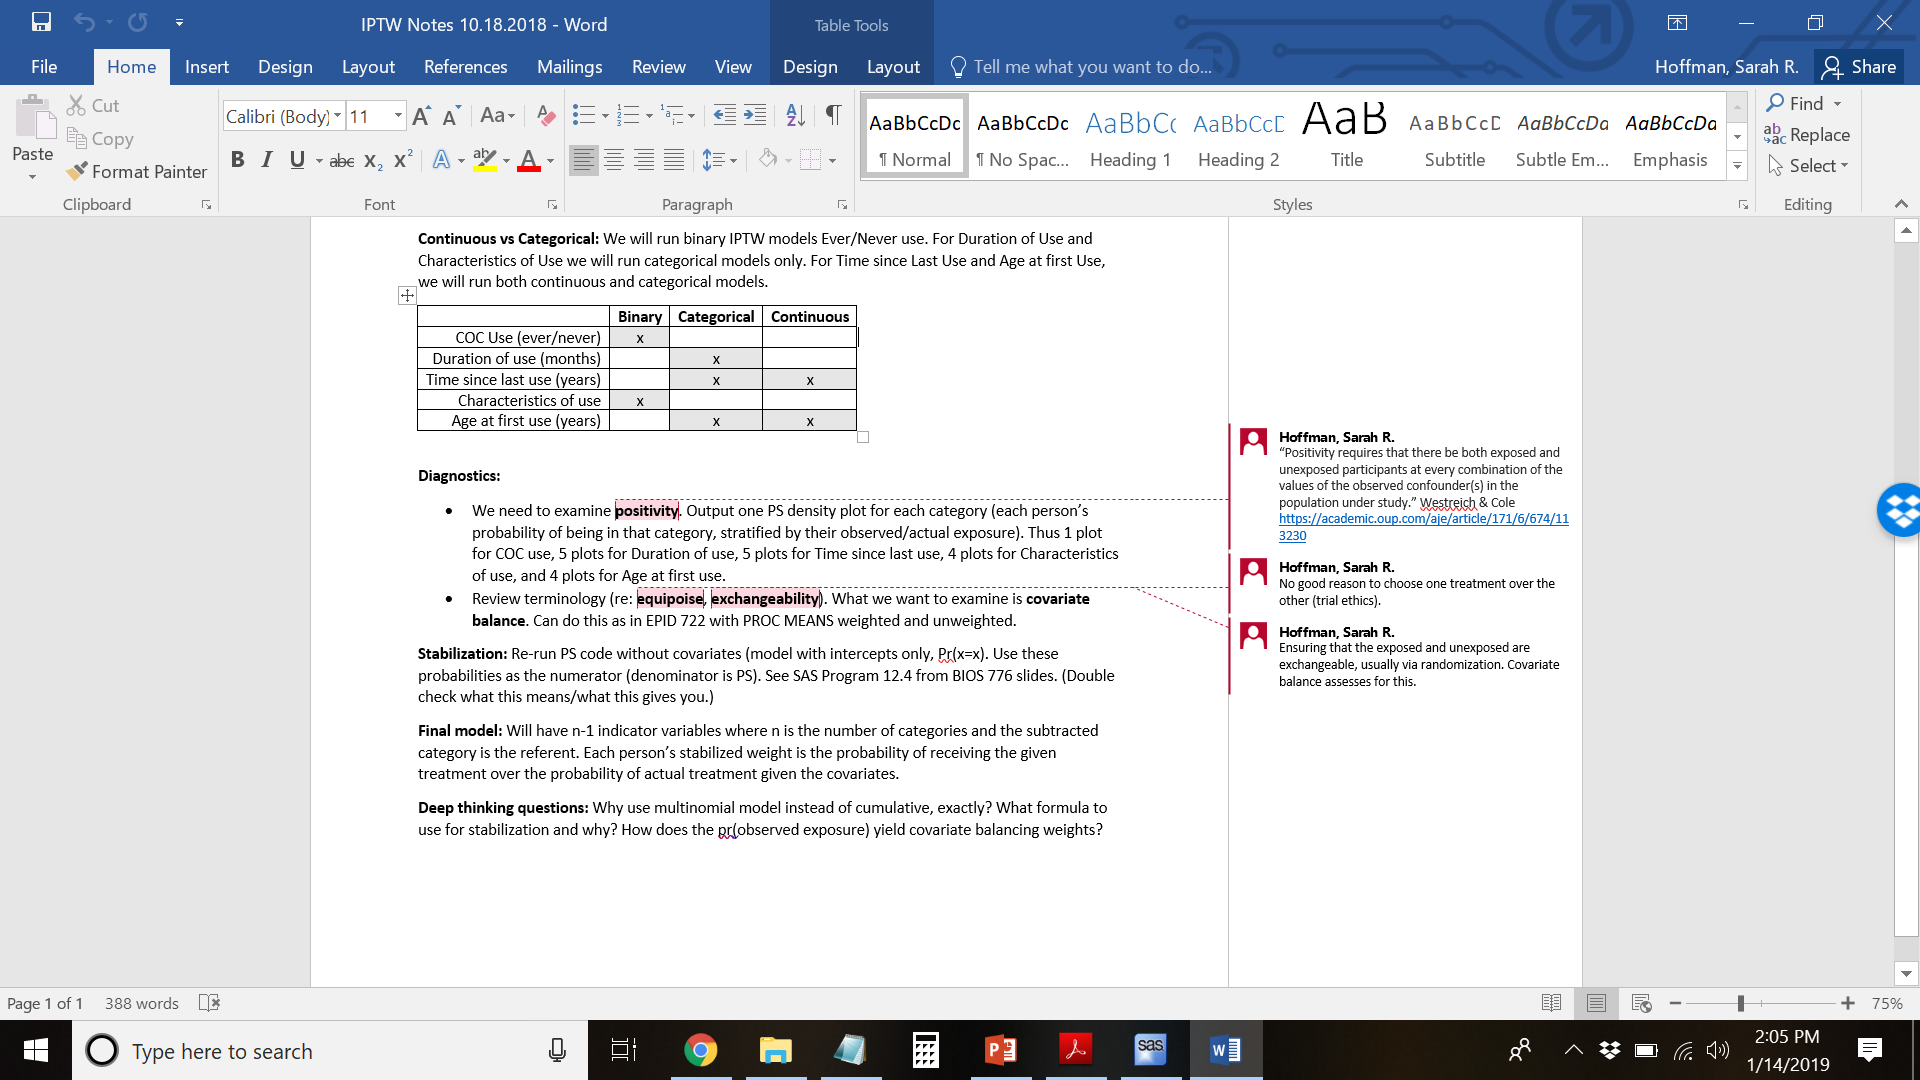 IPTW Notes 10.18.2018 - Word
Table Tools
File
Home
Insert
Design
Layout
References
Mailings
Review
View
Design
Layout
Tell me what you want to do...
Hoffman, Sarah R.
Share
Paste
Cut
Copy
Format Painter
Clipboard
Calibri (Body)
11
Aa
B I U abc X₂ X² A ab A
Font
Paragraph
AaBbCcDc AaBbCcDc AaBbCc AaBbCcD AaB AaBbCcD AaBbCcDa AaBbCcDa
¶ Normal
¶ No Spac...
Heading 1
Heading 2
Title
Subtitle
Subtle Em...
Emphasis
Styles
Find
Replace
Select
Editing
Continuous vs Categorical: We will run binary IPTW models Ever/Never use. For Duration of Use and
Characteristics of Use we will run categorical models only. For Time since Last Use and Age at first Use,
we will run both continuous and categorical models.
Binary Categorical Continuous
COC Use (ever/never) x
Duration of use (months) x
Time since last use (years) x x
Characteristics of use x
Age at first use (years) x x
Diagnostics:
• We need to examine positivity. Output one PS density plot for each category (each person's
probability of being in that category, stratified by their observed/actual exposure). Thus 1 plot
for COC use, 5 plots for Duration of use, 5 plots for Time since last use, 4 plots for Characteristics
of use, and 4 plots for Age at first use.
• Review terminology (re: equipoise, exchangeability). What we want to examine is covariate
balance. Can do this as in EPID 722 with PROC MEANS weighted and unweighted.
Stabilization: Re-run PS code without covariates (model with intercepts only, Pr(x=x). Use these
probabilities as the numerator (denominator is PS). See SAS Program 12.4 from BIOS 776 slides. (Double
check what this means/what this gives you.)
Final model: Will have n-1 indicator variables where n is the number of categories and the subtracted
category is the referent. Each person's stabilized weight is the probability of receiving the given
treatment over the probability of actual treatment given the covariates.
Deep thinking questions: Why use multinomial model instead of cumulative, exactly? What formula to
use for stabilization and why? How does the pr(observed exposure) yield covariate balancing weights?
Hoffman, Sarah R.
“Positivity requires that there be both exposed and
unexposed participants at every combination of the
values of the observed confounder(s) in the
population under study.” Westreich & Cole
https://academic.oup.com/aje/article/171/6/674/11
3230
Hoffman, Sarah R.
No good reason to choose one treatment over the
other (trial ethics).
Hoffman, Sarah R.
Ensuring that the exposed and unexposed are
exchangeable, usually via randomization. Covariate
balance assesses for this.
Page 1 of 1
388 words
75%
Type here to search
sas
2:05 PM
1/14/2019